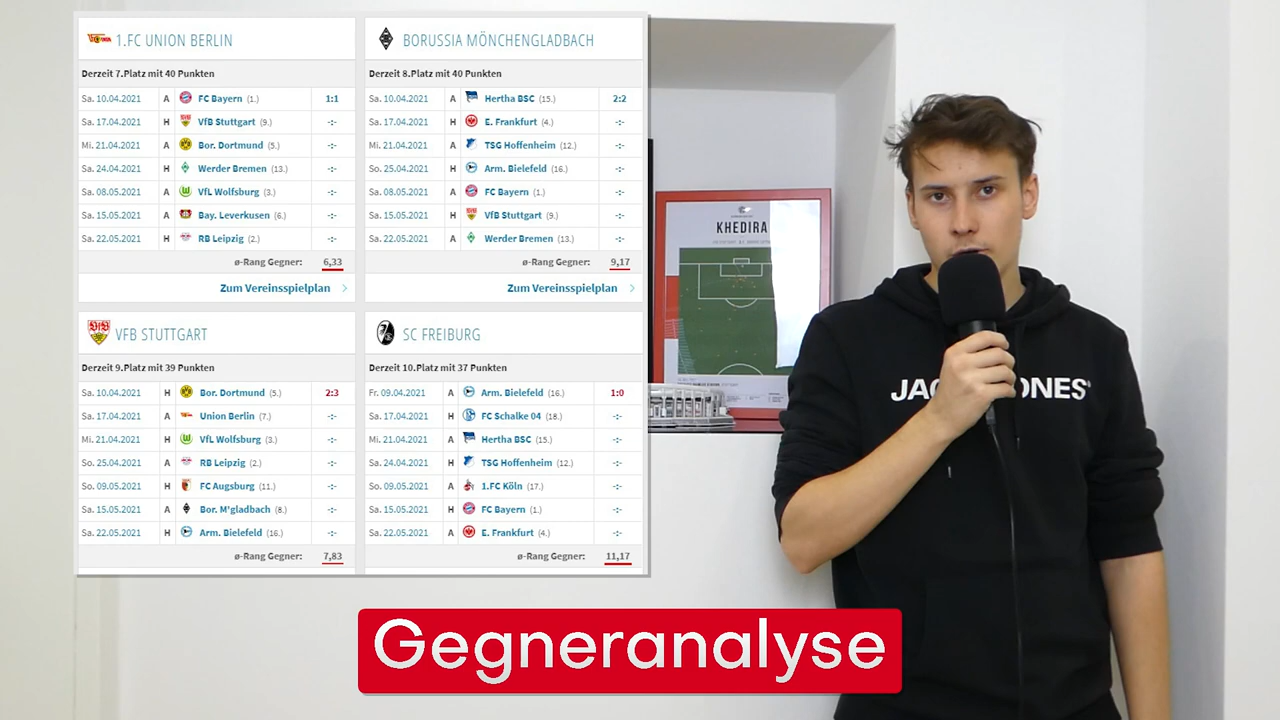 1.FC UNION BERLIN
Derzeit 7.Platz mit 40 Punkten
Sa. 10.04.2021 A FC Bayern (1.) 1:1
Sa. 17.04.2021 H VfB Stuttgart (9.) -:-
Mi. 21.04.2021 A Bor. Dortmund (5.) -:-
Sa. 24.04.2021 H Werder Bremen (13.) -:-
Sa. 08.05.2021 A VfL Wolfsburg (3.) -:-
Sa. 15.05.2021 A Bay. Leverkusen (6.) -:-
Sa. 22.05.2021 H RB Leipzig (2.) -:-
ø-Rang Gegner: 6,33
Zum Vereinsspielplan
BORUSSIA MÖNCHENGLADBACH
Derzeit 8.Platz mit 40 Punkten
Sa. 10.04.2021 A Hertha BSC (15.) 2:2
Sa. 17.04.2021 H E. Frankfurt (4.) -:-
Mi. 21.04.2021 A TSG Hoffenheim (12.) -:-
So. 25.04.2021 H Arm. Bielefeld (16.) -:-
Sa. 08.05.2021 A FC Bayern (1.) -:-
Sa. 15.05.2021 H VfB Stuttgart (9.) -:-
Sa. 22.05.2021 A Werder Bremen (13.) -:-
ø-Rang Gegner: 9,17
Zum Vereinsspielplan
VFB STUTTGART
Derzeit 9.Platz mit 39 Punkten
Sa. 10.04.2021 H Bor. Dortmund (5.) 2:3
Sa. 17.04.2021 A Union Berlin (7.) -:-
Mi. 21.04.2021 H VfL Wolfsburg (3.) -:-
So. 25.04.2021 A RB Leipzig (2.) -:-
So. 09.05.2021 H FC Augsburg (11.) -:-
Sa. 15.05.2021 A Bor. M'gladbach (8.) -:-
Sa. 22.05.2021 H Arm. Bielefeld (16.) -:-
ø-Rang Gegner: 7,83
SC FREIBURG
Derzeit 10.Platz mit 37 Punkten
Fr. 09.04.2021 A Arm. Bielefeld (16.) 1:0
Sa. 17.04.2021 H FC Schalke 04 (18.) -:-
Mi. 21.04.2021 A Hertha BSC (15.) -:-
Sa. 24.04.2021 H TSG Hoffenheim (12.) -:-
So. 09.05.2021 A 1.FC Köln (17.) -:-
Sa. 15.05.2021 H FC Bayern (1.) -:-
Sa. 22.05.2021 A E. Frankfurt (4.) -:-
ø-Rang Gegner: 11,17
KHEDIRA
JAC ONES
Gegneranalyse